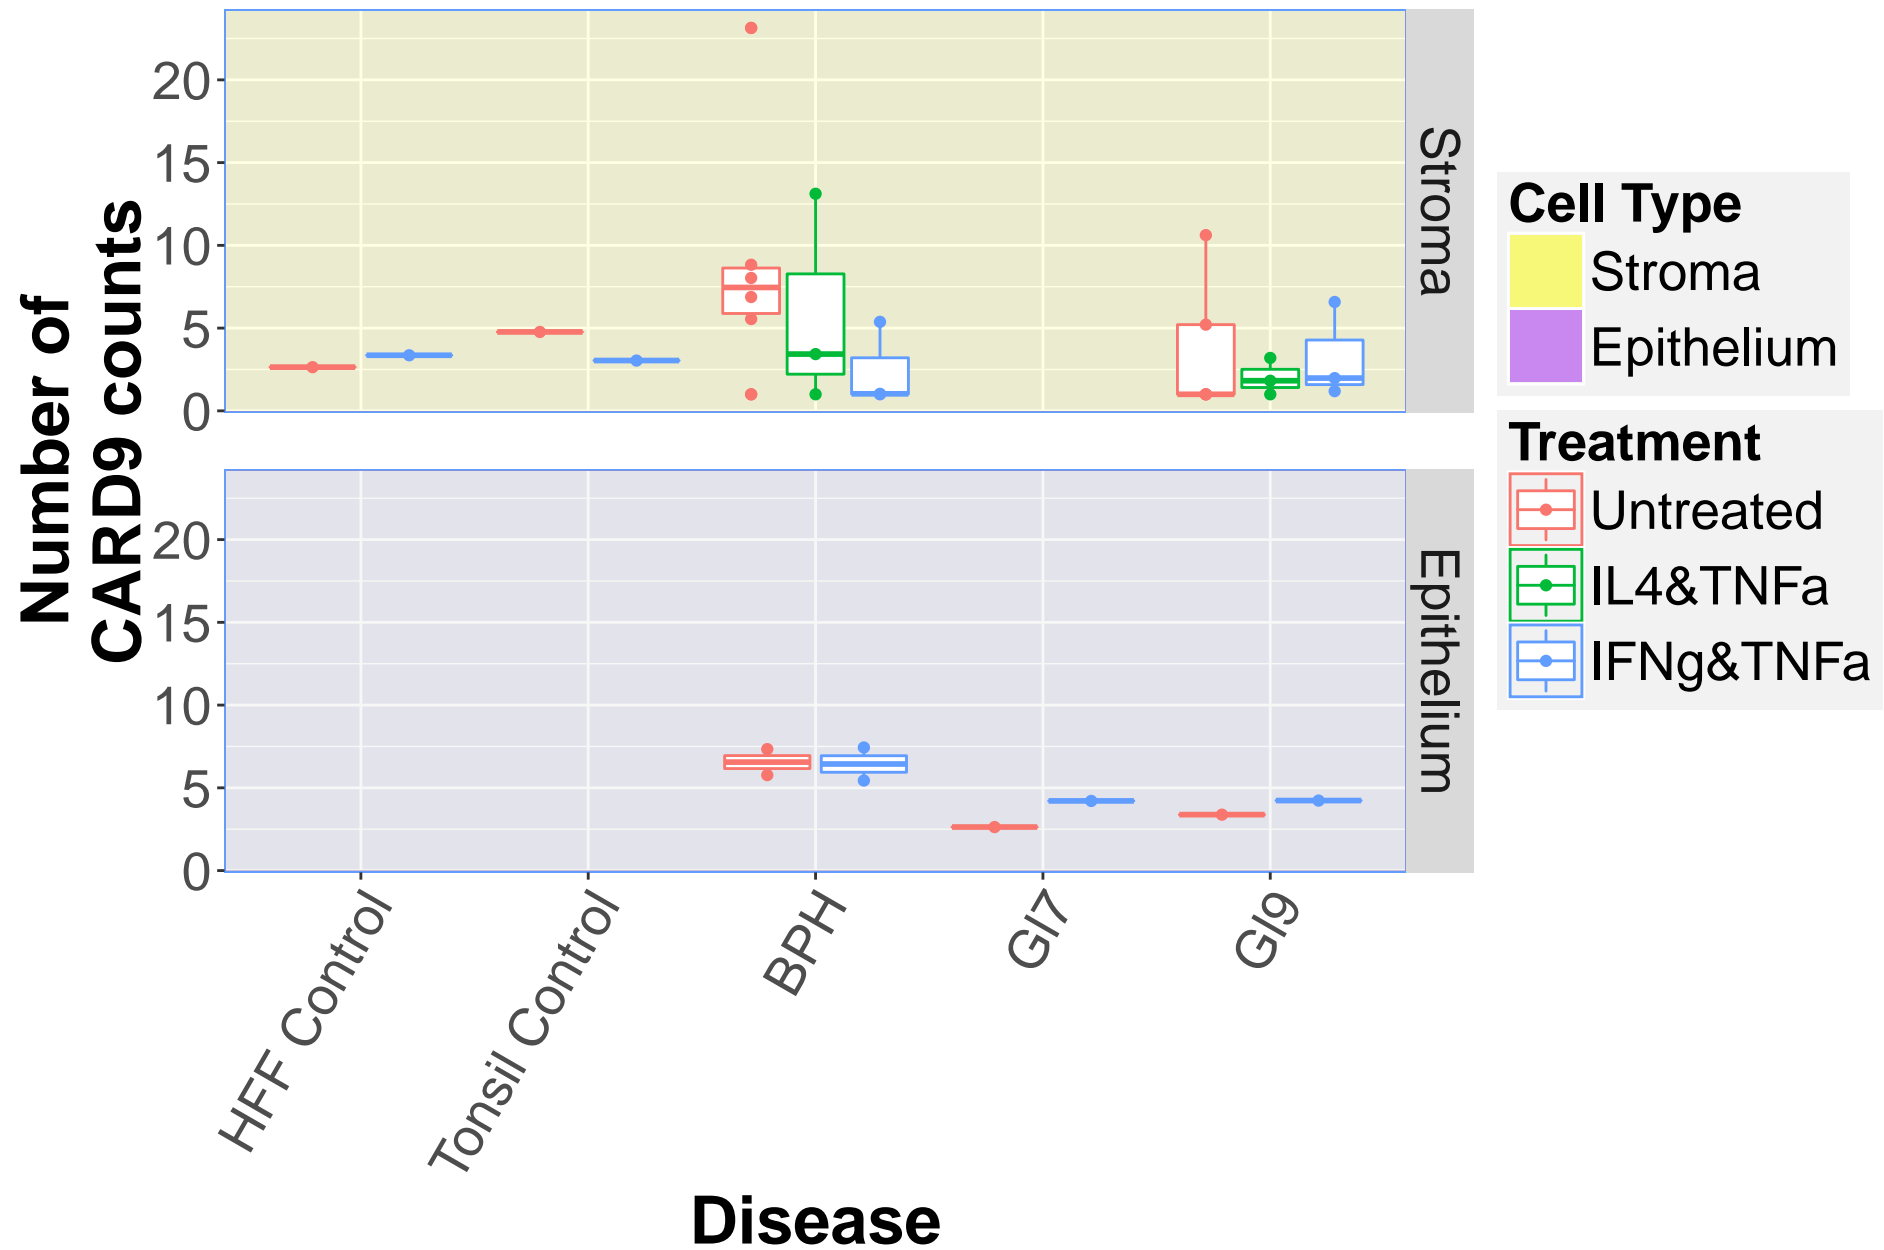 Number of
CARD9 counts
20
15
10
5
0
Stroma
20
15
10
5
0
Epithelium
HFF Control
Tonsil Control
BPH
Gl7
Gl9
Disease
Cell Type
Stroma
Epithelium
Treatment
Untreated
IL4&TNFa
IFNg&TNFa